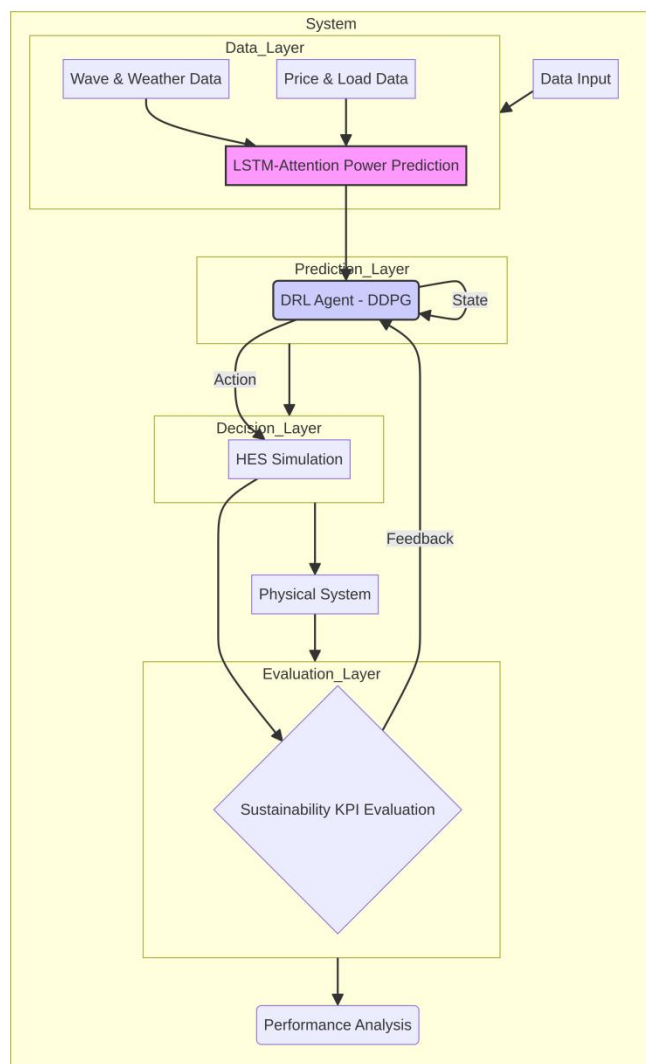 System
Data_Layer
Wave & Weather Data
Price & Load Data
Data Input
LSTM-Attention Power Prediction
Prediction_Layer
DRL Agent - DDPG
State
Action
Decision_Layer
HES Simulation
Feedback
Physical System
Evaluation_Layer
Sustainability KPI Evaluation
Performance Analysis